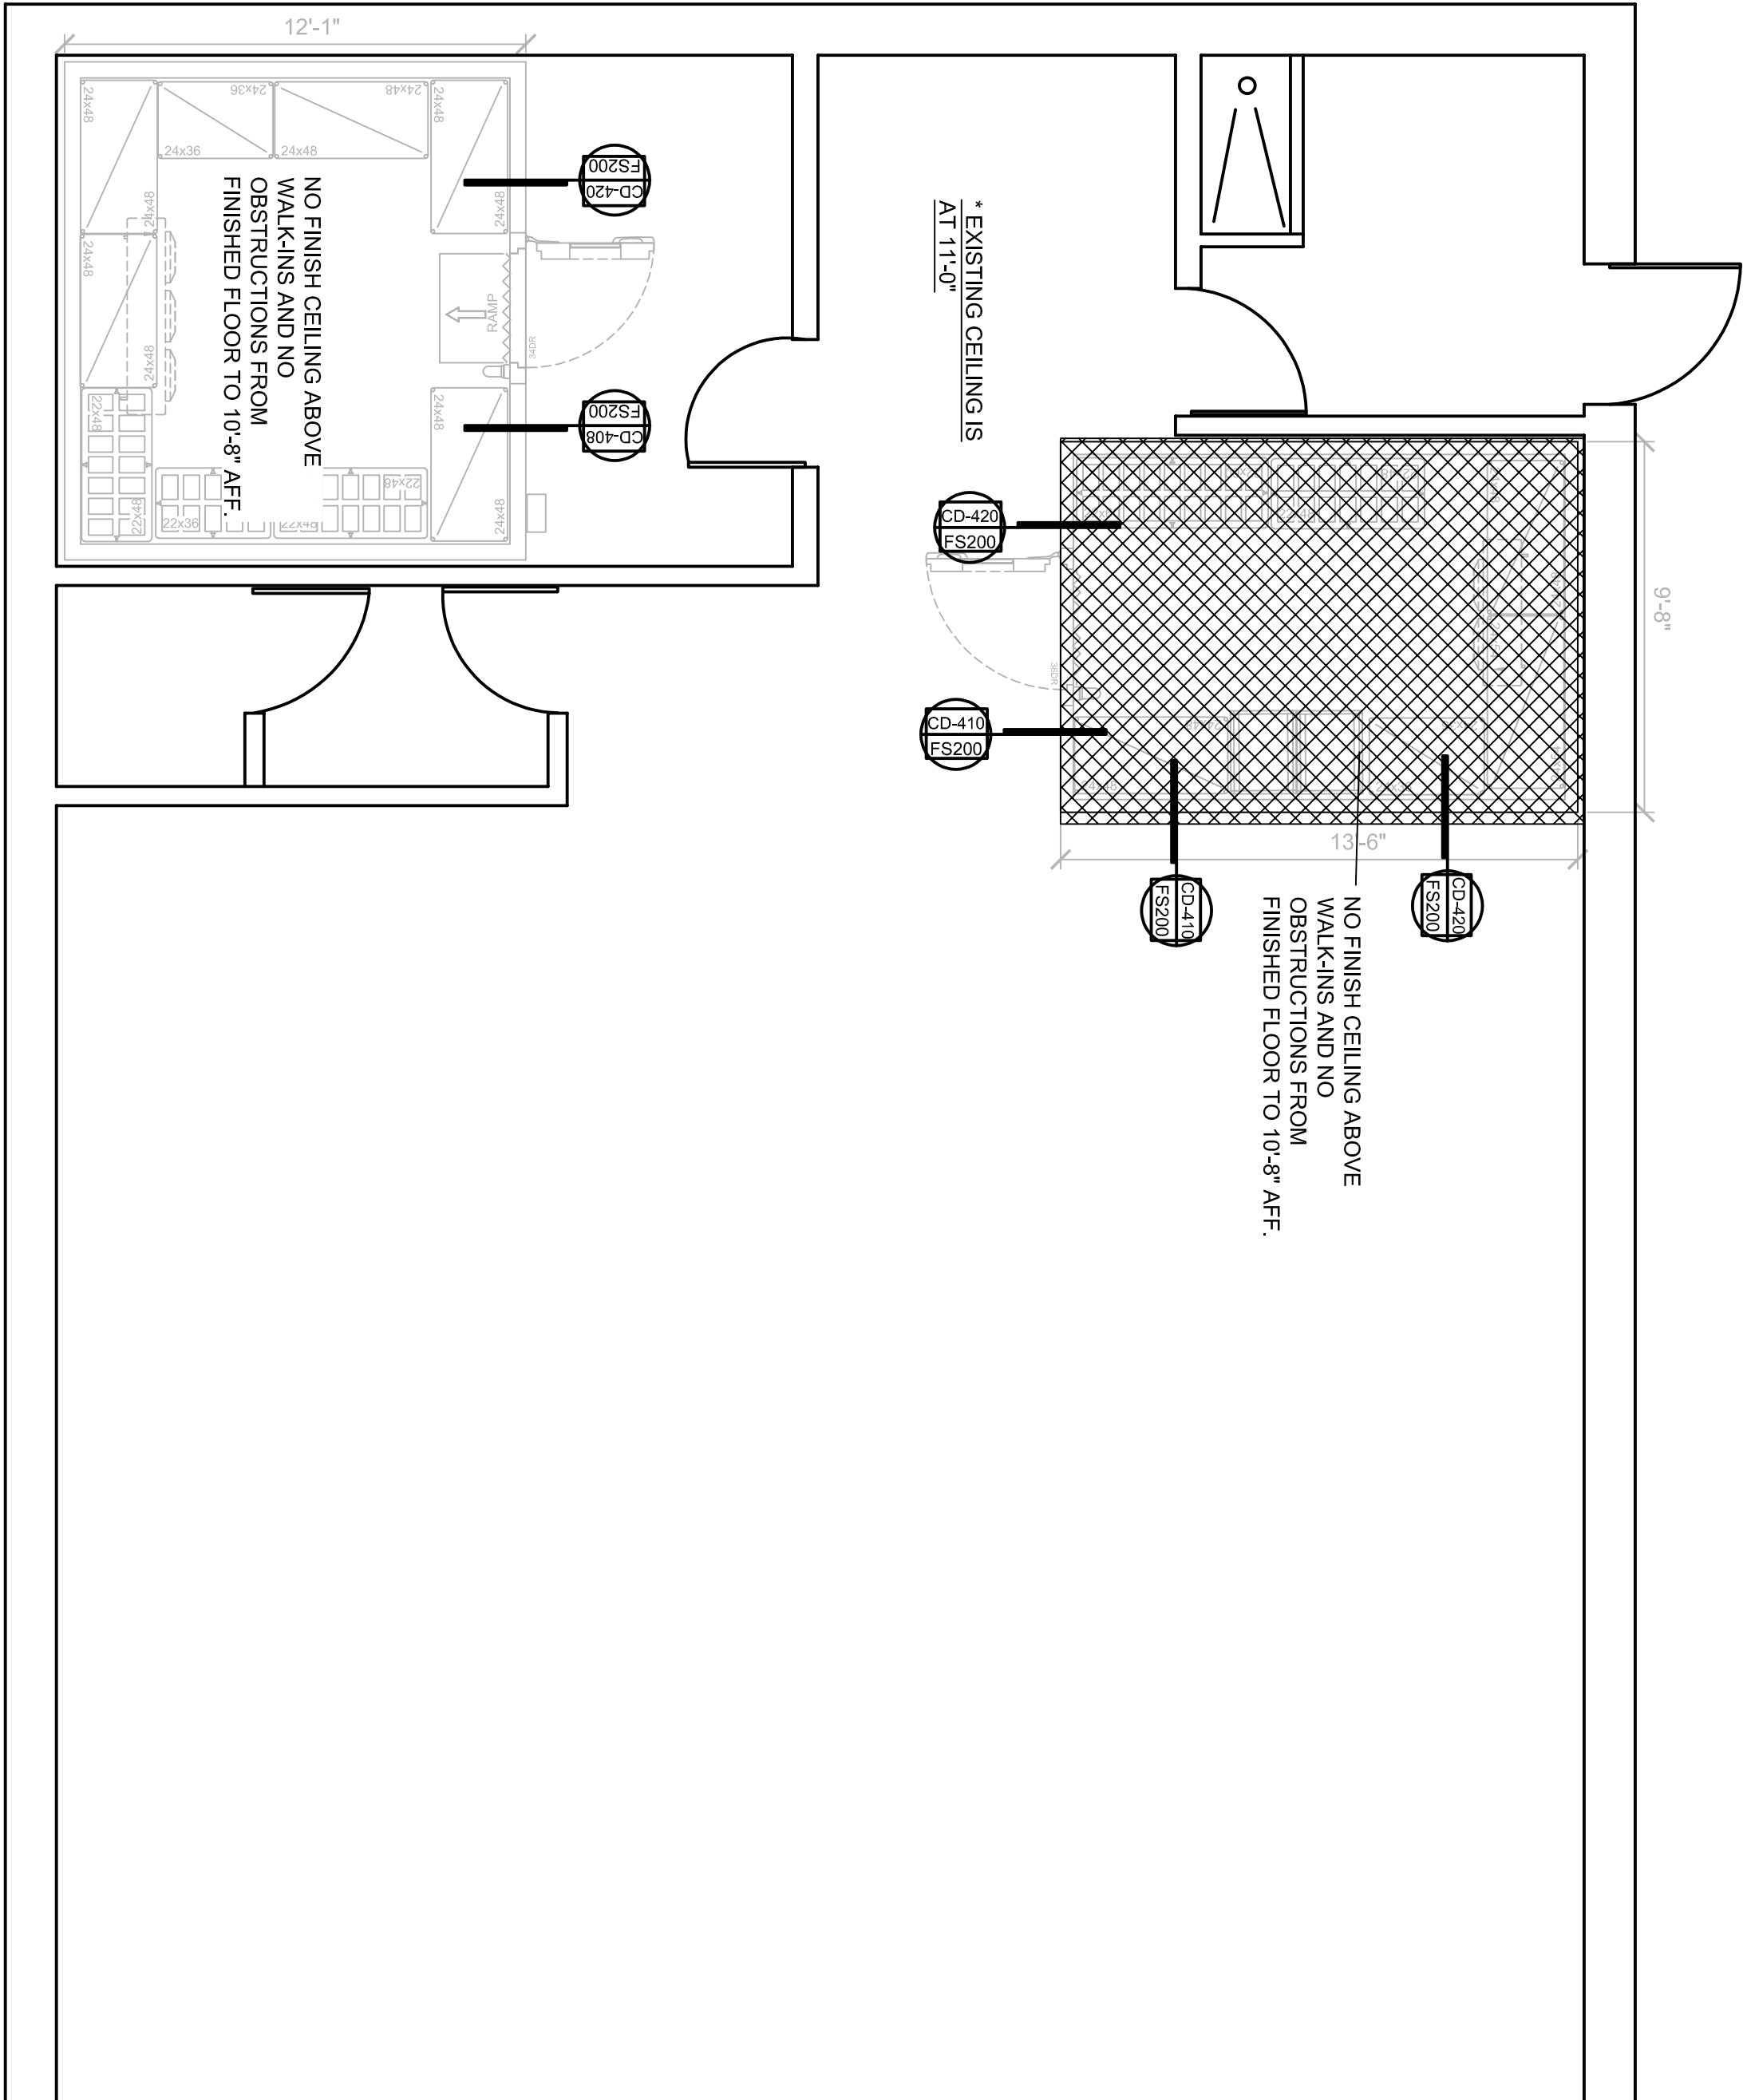 12'-1"
24x48
24x36
24x48
24x48
24x36
24x48
24x48
24x48
24x48
24x48
24x48
24x48
22x48
22x48
22x36
22x48
22x48
RAMP
34DR
NO FINISH CEILING ABOVE
WALK-INS AND NO
OBSTRUCTIONS FROM
FINISHED FLOOR TO 10'-8" AFF.
CD-420
FS200
CD-408
FS200
* EXISTING CEILING IS
AT 11'-0"
CD-420
FS200
36DR
CD-410
FS200
9'-8"
13'-6"
CD-410
FS200
CD-420
FS200
NO FINISH CEILING ABOVE
WALK-INS AND NO
OBSTRUCTIONS FROM
FINISHED FLOOR TO 10'-8" AFF.